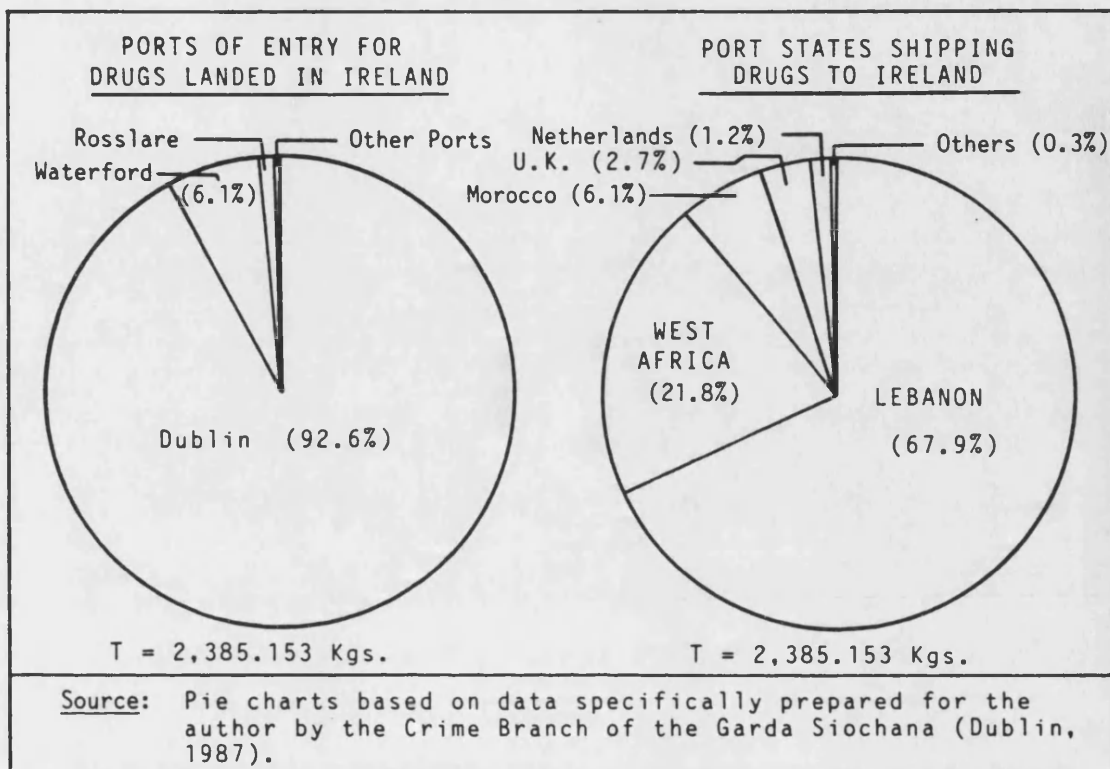 PORTS OF ENTRY FOR
DRUGS LANDED IN IRELAND
Rosslare
Other Ports
Waterford
(6.1%)
Dublin (92.6%)
T = 2,385.153 Kgs.
PORT STATES SHIPPING
DRUGS TO IRELAND
Netherlands (1.2%)
Others (0.3%)
U.K. (2.7%)
Morocco (6.1%)
WEST
AFRICA
(21.8%)
LEBANON
(67.9%)
T = 2,385.153 Kgs.
Source: Pie charts based on data specifically prepared for the
author by the Crime Branch of the Garda Siochana (Dublin,
1987).